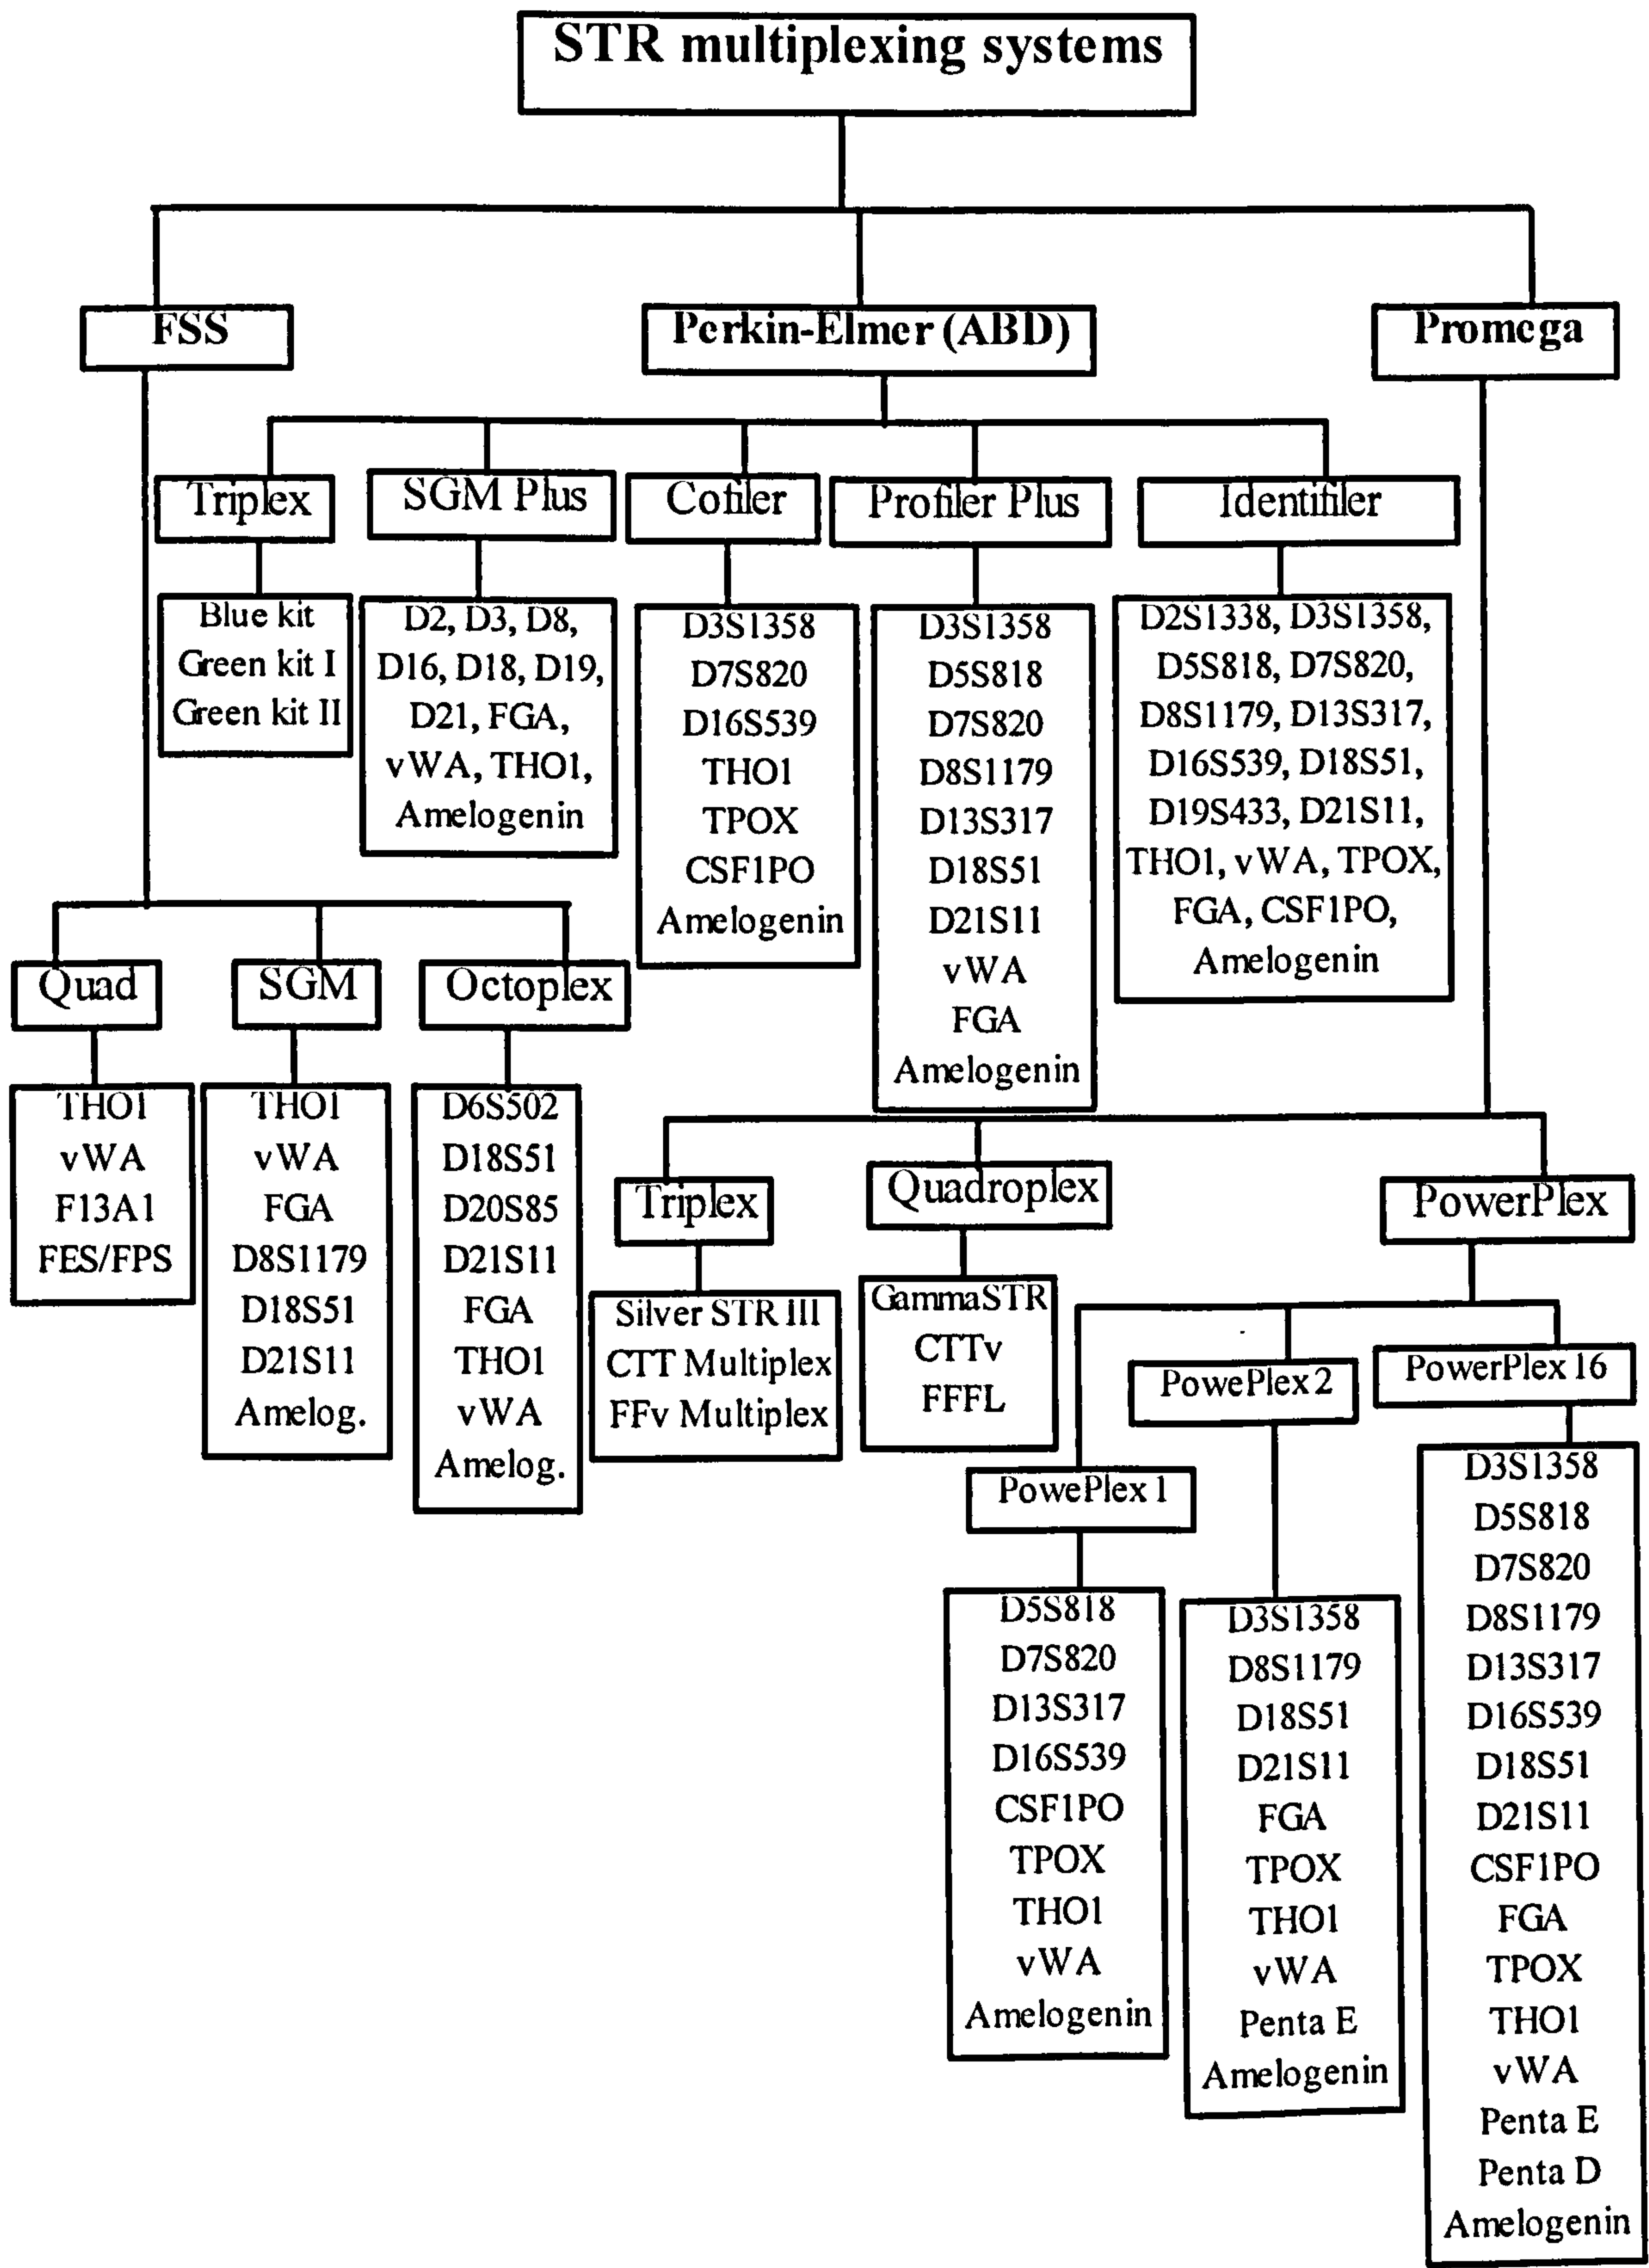 STR multiplexing systems
FSS
Perkin-Elmer (ABD)
Promega
Triplex
SGM Plus
Cofiler
Profiler Plus
Identifiler
Blue kit
Green kit I
Green kit II
D2, D3, D8,
D16, D18, D19,
D21, FGA,
vWA, THO1,
Amelogenin
D3S1358
D7S820
D16S539
THO1
TPOX
CSF1PO
Amelogenin
D3S1358
D5S818
D7S820
D8S1179
D13S317
D18S51
D21S11
vWA
FGA
Amelogenin
D2S1338, D3S1358,
D5S818, D7S820,
D8S1179, D13S317,
D16S539, D18S51,
D19S433, D21S11,
THO1, vWA, TPOX,
FGA, CSF1PO,
Amelogenin
Quad
SGM
Octoplex
THO1
vWA
F13A1
FES/FPS
THO1
vWA
FGA
D8S1179
D18S51
D21S11
Amelog.
D6S502
D18S51
D20S85
D21S11
FGA
THO1
vWA
Amelog.
Triplex
Quadroplex
PowerPlex
Silver STR III
CTT Multiplex
FFv Multiplex
GammaSTR
CTTv
FFFL
PowePlex 1
PowePlex 2
PowerPlex 16
D5S818
D7S820
D13S317
D16S539
CSF1PO
TPOX
THO1
vWA
Amelogenin
D3S1358
D8S1179
D18S51
D21S11
FGA
TPOX
THO1
vWA
Penta E
Amelogenin
D3S1358
D5S818
D7S820
D8S1179
D13S317
D16S539
D18S51
D21S11
CSF1PO
FGA
TPOX
THO1
vWA
Penta E
Penta D
Amelogenin